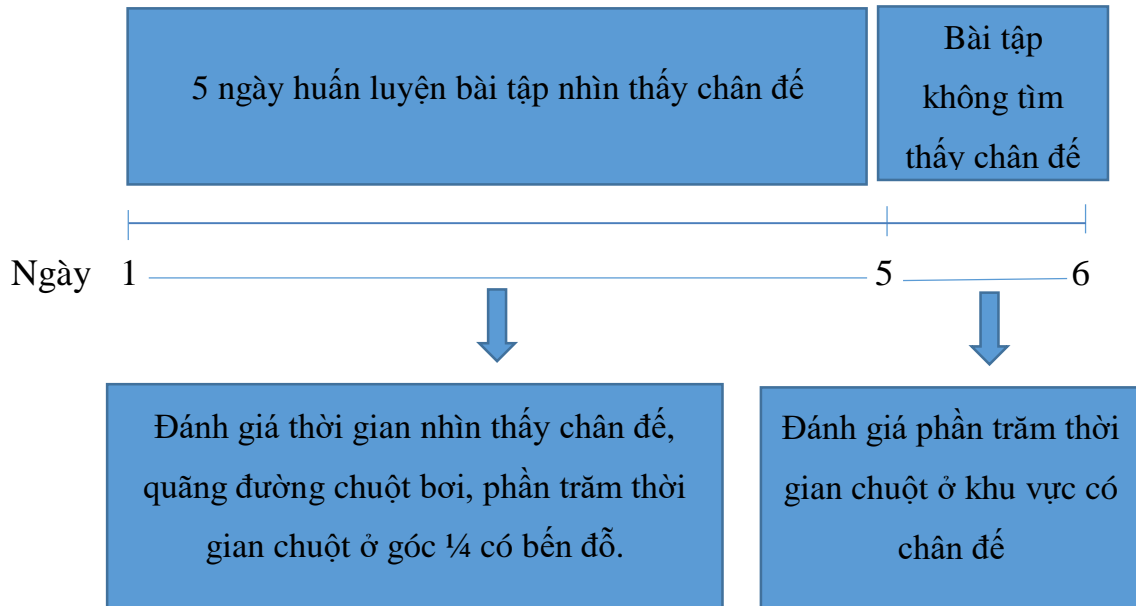 5 ngày huấn luyện bài tập nhìn thấy chân đế
Bài tập
không tìm
thấy chân đế
Ngày 1 5 6
Đánh giá thời gian nhìn thấy chân đế,
quãng đường chuột bơi, phần trăm thời
gian chuột ở góc ¼ có bến đỗ.
Đánh giá phần trăm thời
gian chuột ở khu vực có
chân đế